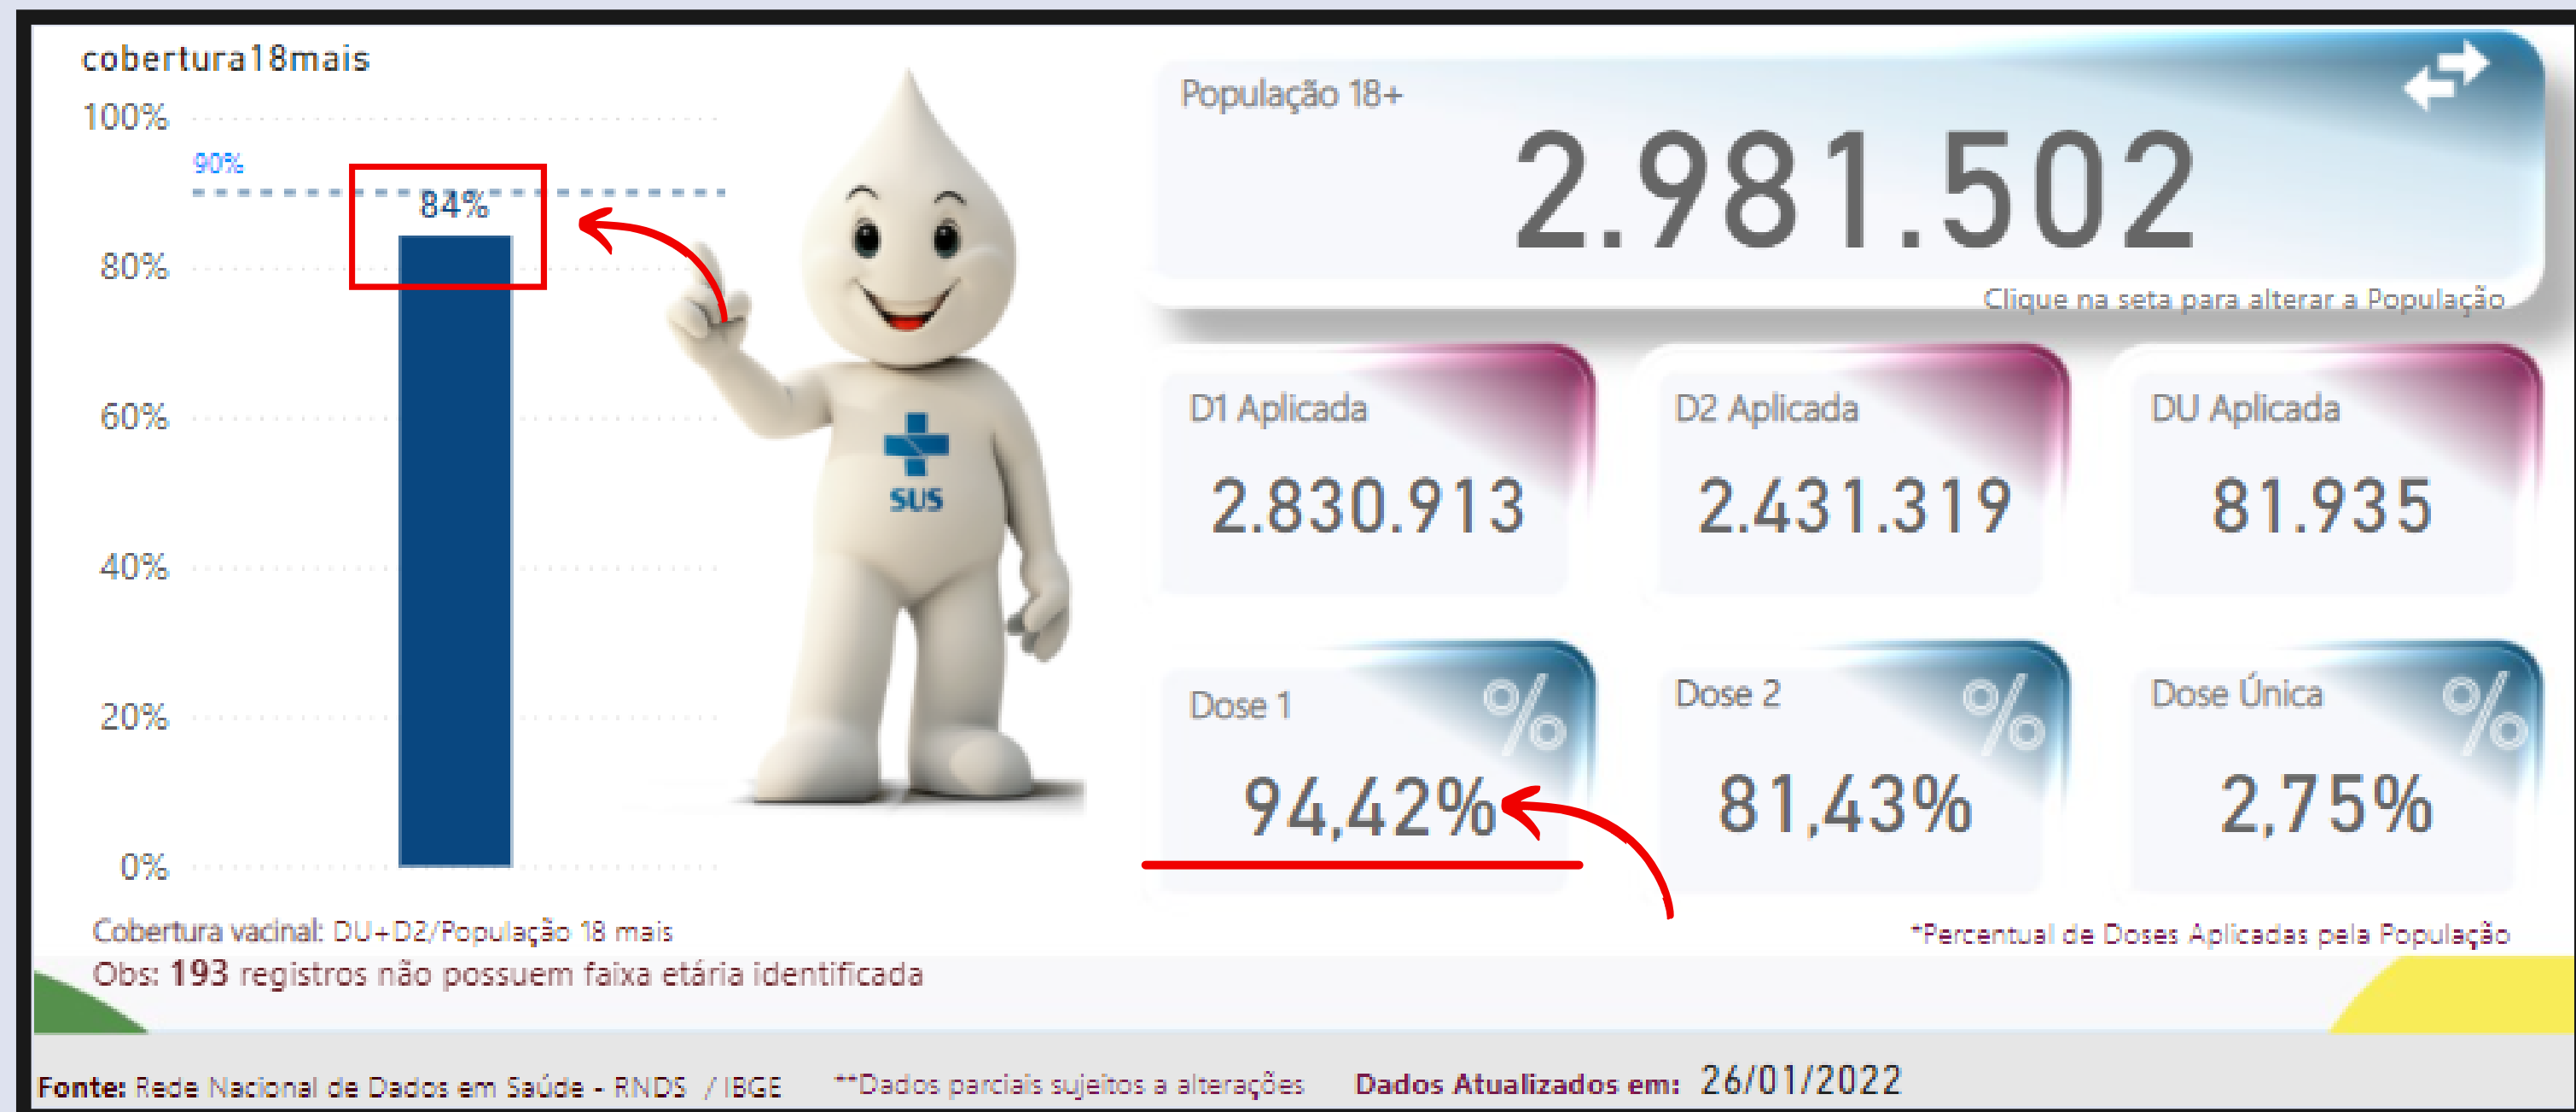 cobertura18mais
100%
90%
84%
80%
60%
40%
20%
0%
Cobertura vacinal: DU+D2/População 18 mais
Obs: 193 registros não possuem faixa etária identificada
SUS
População 18+
2.981.502
Clique na seta para alterar a População
D1 Aplicada
2.830.913
D2 Aplicada
2.431.319
DU Aplicada
81.935
Dose 1
%
94,42%
Dose 2
%
81,43%
Dose Única
%
2,75%
*Percentual de Doses Aplicadas pela População
Fonte: Rede Nacional de Dados em Saúde - RNDS / IBGE **Dados parciais sujeitos a alterações Dados Atualizados em: 26/01/2022